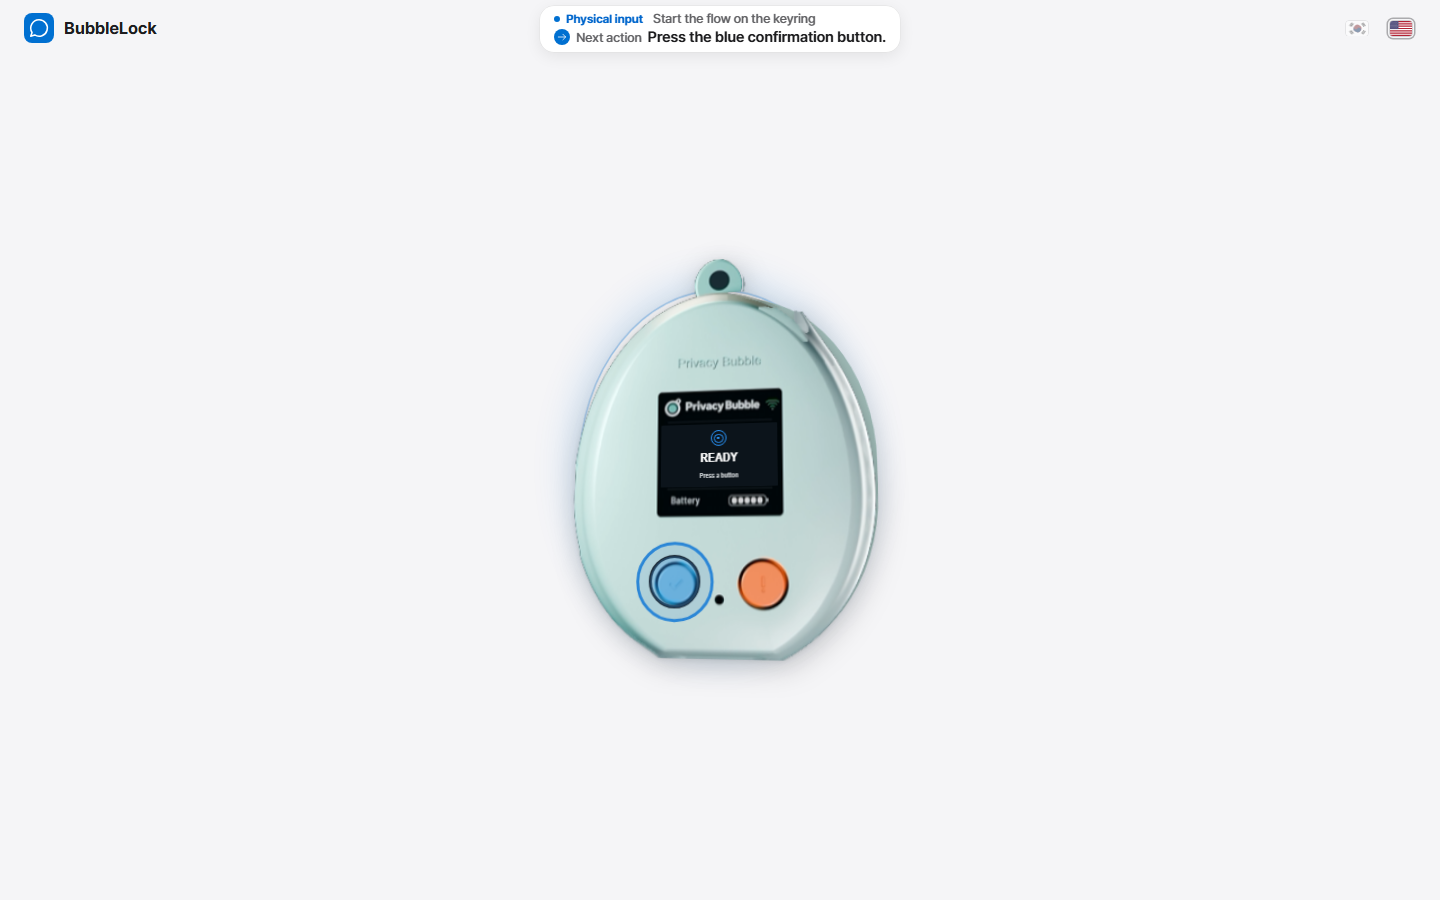 BubbleLock
Physical input Start the flow on the keyring
Next action Press the blue confirmation button.
Privacy Bubble
Privacy Bubble
READY
Press a button
Battery